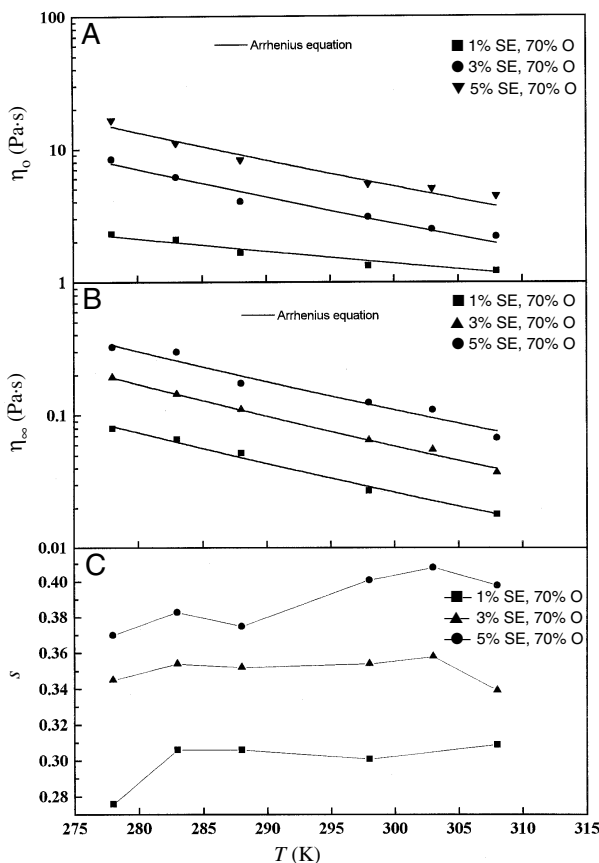 100
A
Arrhenius equation
1% SE, 70% O
3% SE, 70% O
5% SE, 70% O
10
η₀ (Pa·s)
1
B
Arrhenius equation
1% SE, 70% O
3% SE, 70% O
5% SE, 70% O
0.1
η∞ (Pa·s)
0.01
C
0.40
1% SE, 70% O
3% SE, 70% O
5% SE, 70% O
0.38
0.36
s
0.34
0.32
0.30
0.28
275 280 285 290 295 300 305 310 315
T (K)